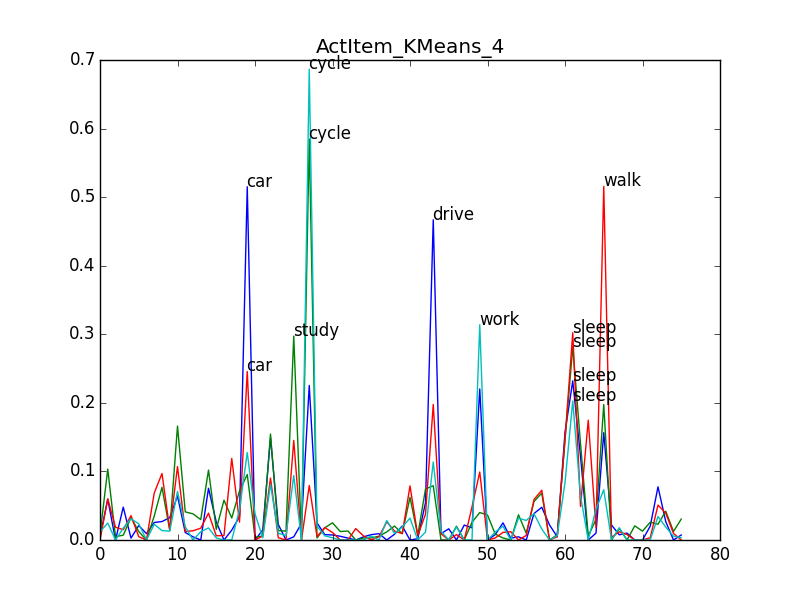 ActItem_KMeans_4
0.7
cycle
0.6
cycle
0.5
car
walk
drive
0.4
0.3
study
work
sleep
sleep
car
sleep
0.2
sleep
0.1
0.0
0 10 20 30 40 50 60 70 80